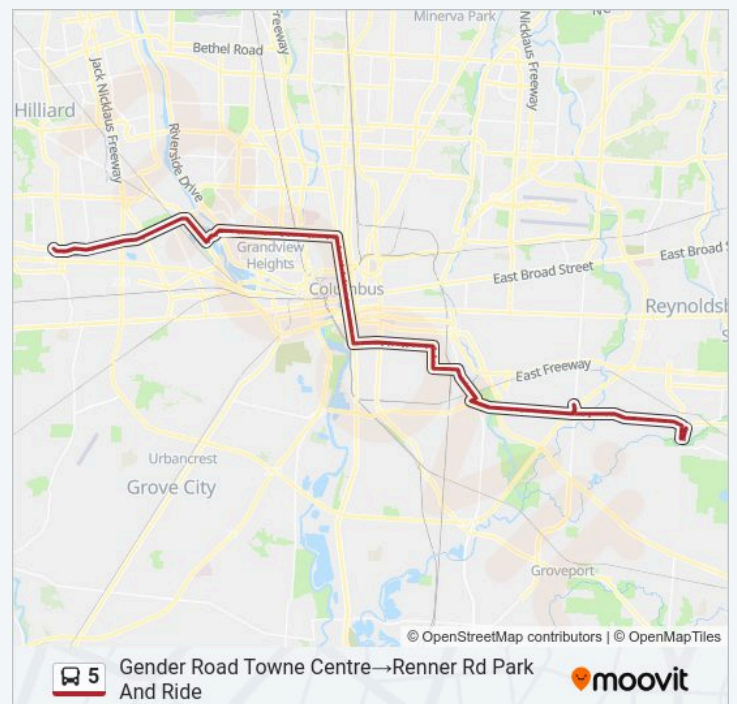 Minerva Park
Bethel Road
Freeway
Nicklaus Freeway
Jack Nicklaus Freeway
Hilliard
Riverside Drive
Grandview
Heights
East Broad
East Broad Street
Columbus
Reynoldsb
East Freeway
Urbancrest
Grove City
Groveport
© OpenStreetMap contributors | © OpenMapTiles
5
Gender Road Towne Centre→Renner Rd Park
And Ride
moovit